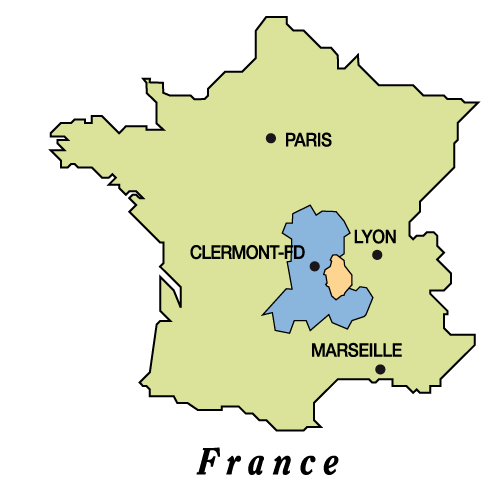 PARIS
LYON
CLERMONT-FD
MARSEILLE
France